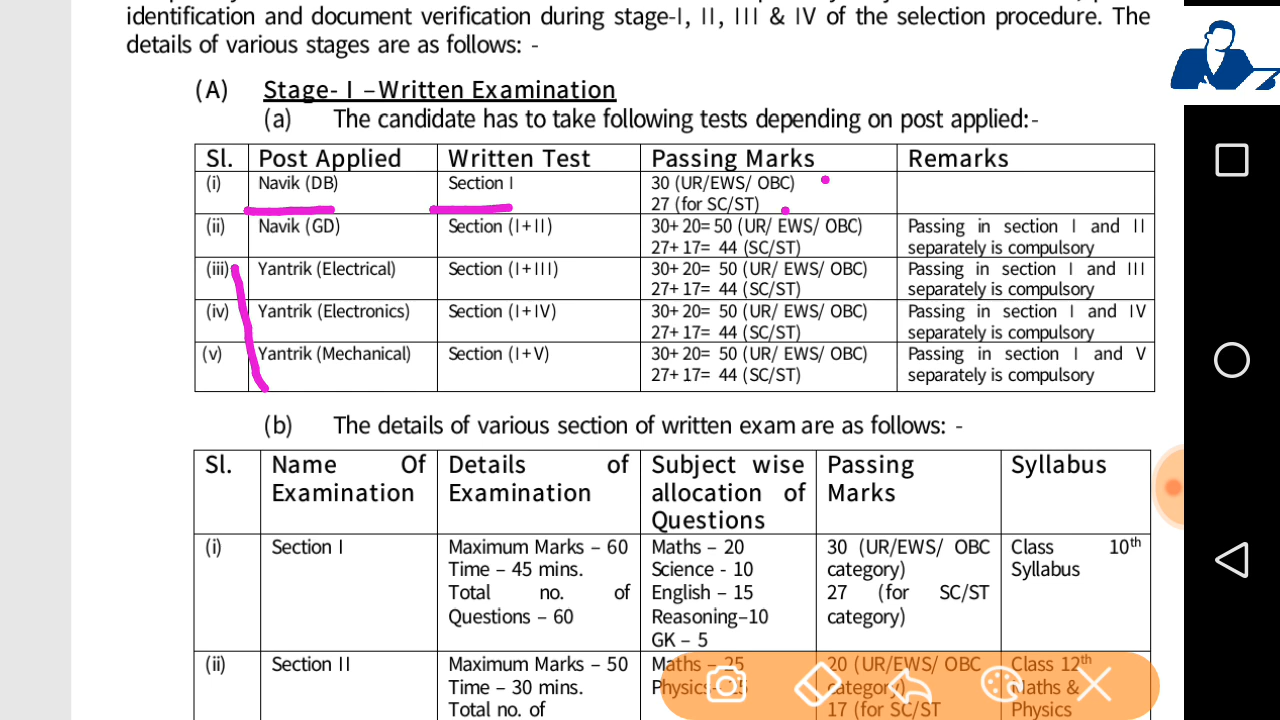 identification and document verification during stage-I, II, III & IV of the selection procedure. The
details of various stages are as follows: -
(A) Stage- I –Written Examination
(a) The candidate has to take following tests depending on post applied:-
Sl. Post Applied Written Test Passing Marks Remarks
(i) Navik (DB) Section I 30 (UR/EWS/ OBC)
27 (for SC/ST)
(ii) Navik (GD) Section (I+II) 30+20=50 (UR/ EWS/ OBC) Passing in section I and II
27+17= 44 (SC/ST) separately is compulsory
(iii) Yantrik (Electrical) Section (I+III) 30+20= 50 (UR/ EWS/ OBC) Passing in section I and III
27+17= 44 (SC/ST) separately is compulsory
(iv) Yantrik (Electronics) Section (I+IV) 30+20= 50 (UR/ EWS/ OBC) Passing in section I and IV
27+17= 44 (SC/ST) separately is compulsory
(v) Yantrik (Mechanical) Section (I+V) 30+20= 50 (UR/ EWS/ OBC) Passing in section I and V
27+17= 44 (SC/ST) separately is compulsory
(b) The details of various section of written exam are as follows: -
Sl. Name Of Details of Subject wise Passing Syllabus
Examination Examination allocation of Marks
Questions
(i) Section I Maximum Marks – 60 Maths – 20 30 (UR/EWS/ OBC Class 10th
Time – 45 mins. Science - 10 category) Syllabus
Total no. of English – 15 27 (for SC/ST
Questions – 60 Reasoning–10 category)
GK – 5
(ii) Section II Maximum Marks – 50 Maths – 25 20 (UR/EWS/ OBC Class 12th
Time – 30 mins. Physics- category) Maths &
Total no. of 17 (for SC/ST Physics